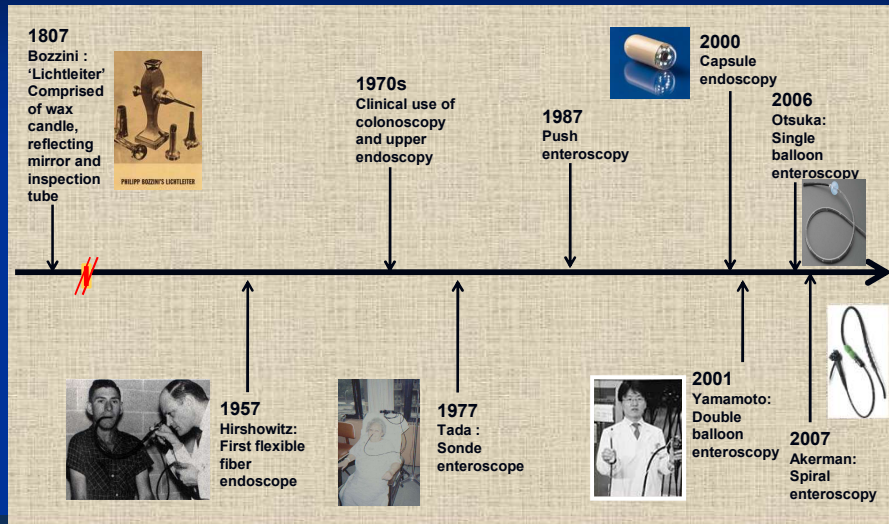 1807
Bozzini :
‘Lichtleiter’
Comprised
of wax
candle,
reflecting
mirror and
inspection
tube
PHILIPP BOZZINI'S LICHTLEITER
1970s
Clinical use of
colonoscopy
and upper
endoscopy
1987
Push
enteroscopy
2000
Capsule
endoscopy
2006
Otsuka:
Single
balloon
enteroscopy
1957
Hirshowitz:
First flexible
fiber
endoscope
1977
Tada :
Sonde
enteroscope
2001
Yamamoto:
Double
balloon
enteroscopy
2007
Akerman:
Spiral
enteroscopy